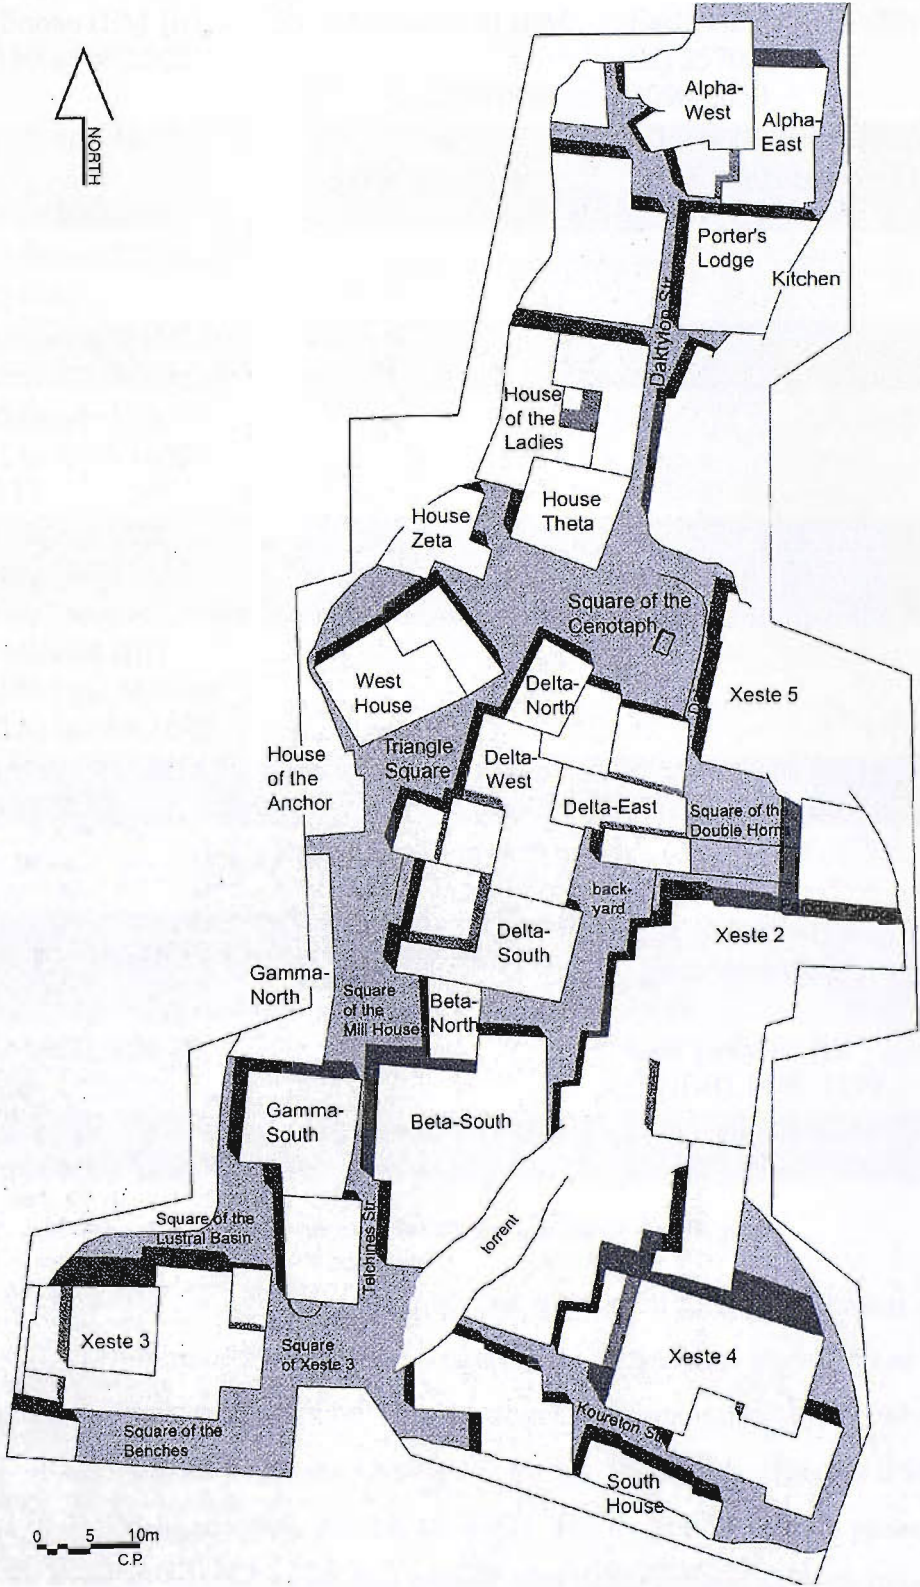 NORTH
Alpha-
West
Alpha-
East
Porter's
Lodge
Kitchen
Daktylon Str.
House
of the
Ladies
House
Theta
House
Zeta
Square of the
Cenotaph
West
House
Delta-
North
Xeste 5
Triangle
Square
House
of the
Anchor
Delta-
West
Delta-East
Square of the
Double Horns
back-
yard
Delta-
South
Xeste 2
Gamma-
North
Square
of the
Mill House
Beta-
North
Gamma-
South
Beta-South
Square of the
Lustral Basin
Telchines Str.
torrent
Xeste 3
Square
of Xeste 3
Xeste 4
Square of the
Benches
Koureton Str.
South
House
0 5 10m
C.P.